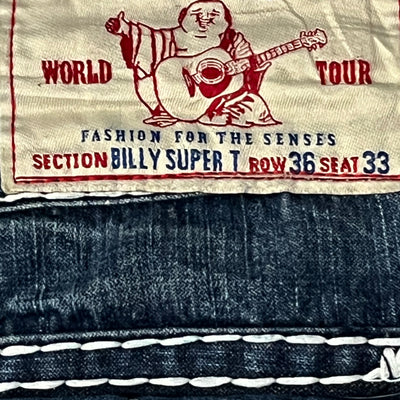 WORLD TOUR
FASHION FOR THE SENSES
SECTION BILLY SUPER T ROW 36 SEAT 33